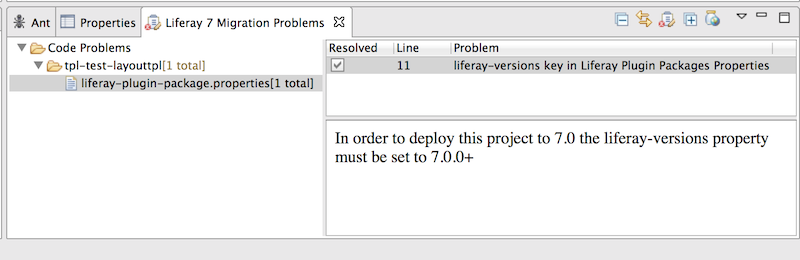 Ant Properties Liferay 7 Migration Problems
Code Problems
tpl-test-layouttpl[1 total]
liferay-plugin-package.properties[1 total]
Resolved Line Problem
11 liferay-versions key in Liferay Plugin Packages Properties
In order to deploy this project to 7.0 the liferay-versions property
must be set to 7.0.0+